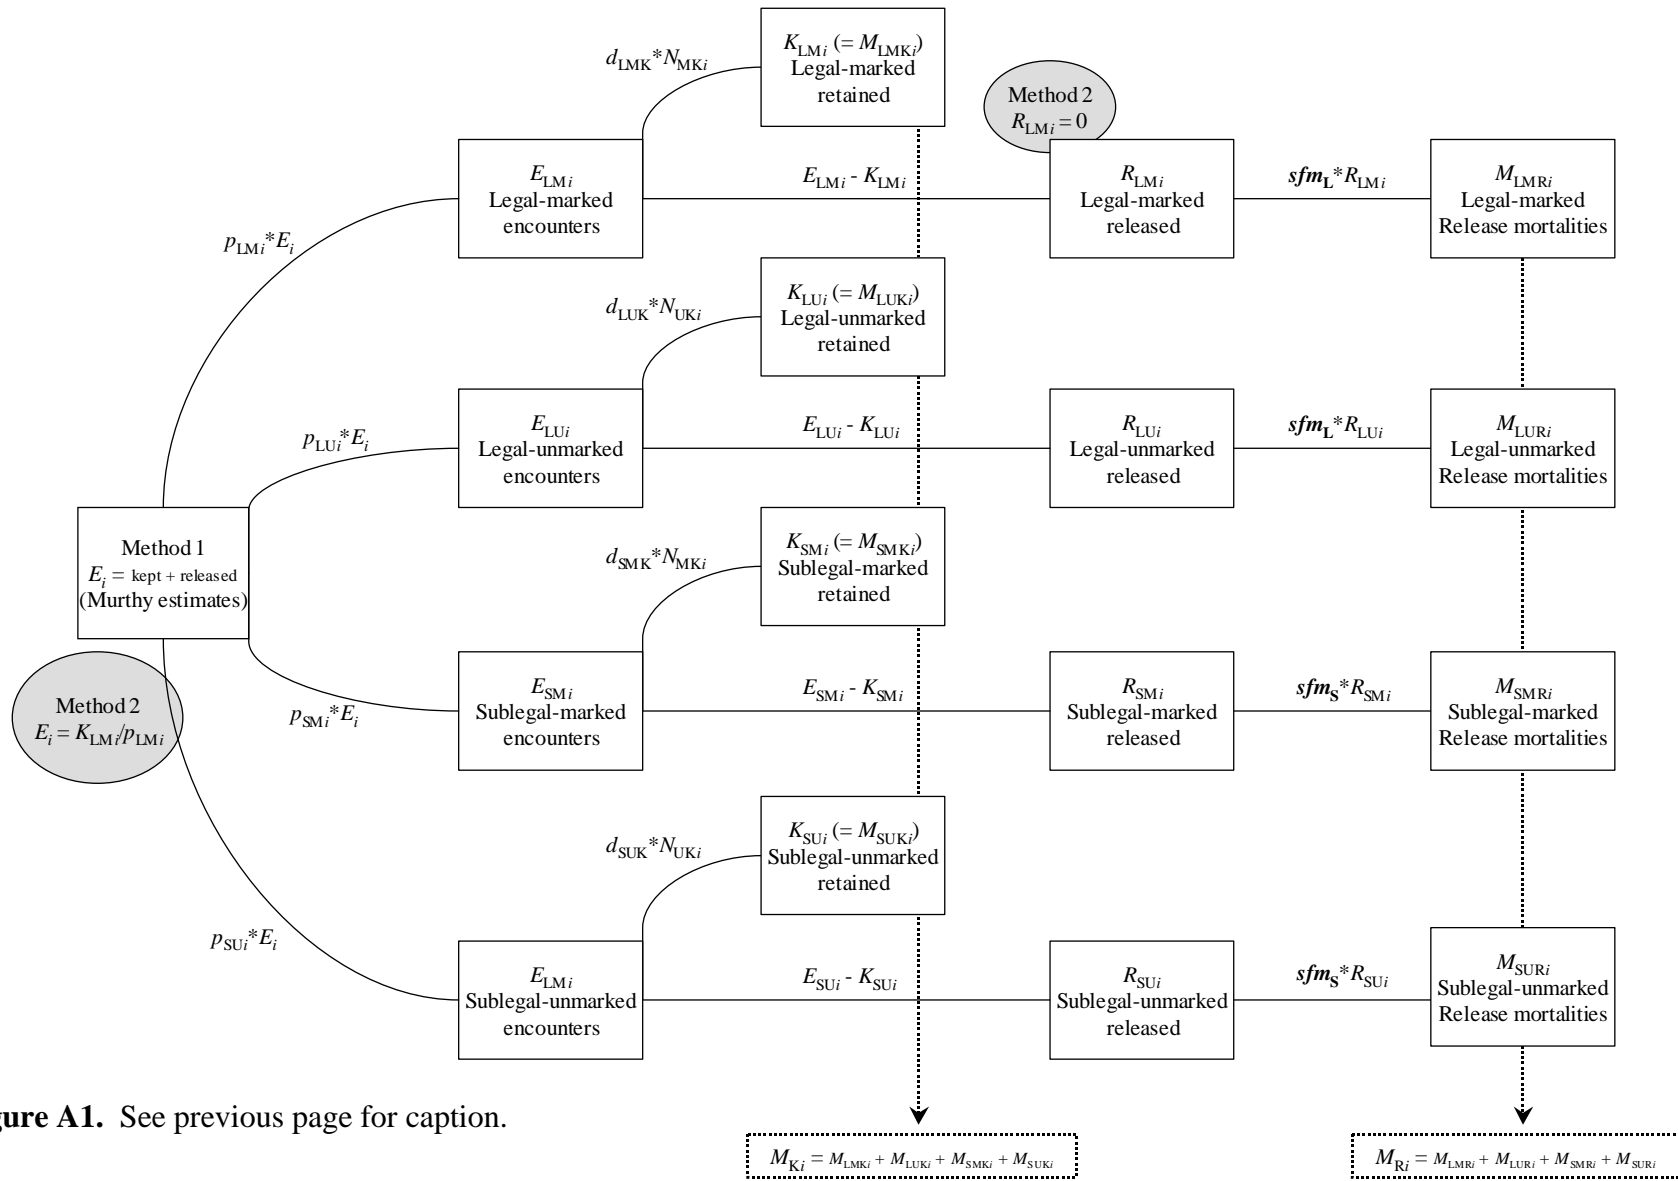 K_LMi (= M_LMKi)
Legal-marked
retained
d_LMK*N_MKi
Method 2
R_LMi = 0
E_LMi
Legal-marked
encounters
E_LMi - K_LMi
R_LMi
Legal-marked
released
sfm_L*R_LMi
M_LMRi
Legal-marked
Release mortalities
p_LMi*E_i
K_LUi (= M_LUKi)
Legal-unmarked
retained
d_LUK*N_UKi
E_LUi
Legal-unmarked
encounters
E_LUi - K_LUi
R_LUi
Legal-unmarked
released
sfm_L*R_LUi
M_LURi
Legal-unmarked
Release mortalities
p_LUi*E_i
Method 1
E_i = kept + released
(Murthy estimates)
K_SMi (= M_SMKi)
Sublegal-marked
retained
d_SMK*N_MKi
Method 2
E_i = K_LMi/p_LMi
p_SMi*E_i
E_SMi
Sublegal-marked
encounters
E_SMi - K_SMi
R_SMi
Sublegal-marked
released
sfm_S*R_SMi
M_SMRi
Sublegal-marked
Release mortalities
K_SUi (= M_SUKi)
Sublegal-unmarked
retained
d_SUK*N_UKi
p_SUi*E_i
E_LMi
Sublegal-unmarked
encounters
E_SUi - K_SUi
R_SUi
Sublegal-unmarked
released
sfm_S*R_SUi
M_SURi
Sublegal-unmarked
Release mortalities
gure A1. See previous page for caption.
M_Ki = M_LMKi + M_LUKi + M_SMKi + M_SUKi
M_Ri = M_LMRi + M_LURi + M_SMRi + M_SURi